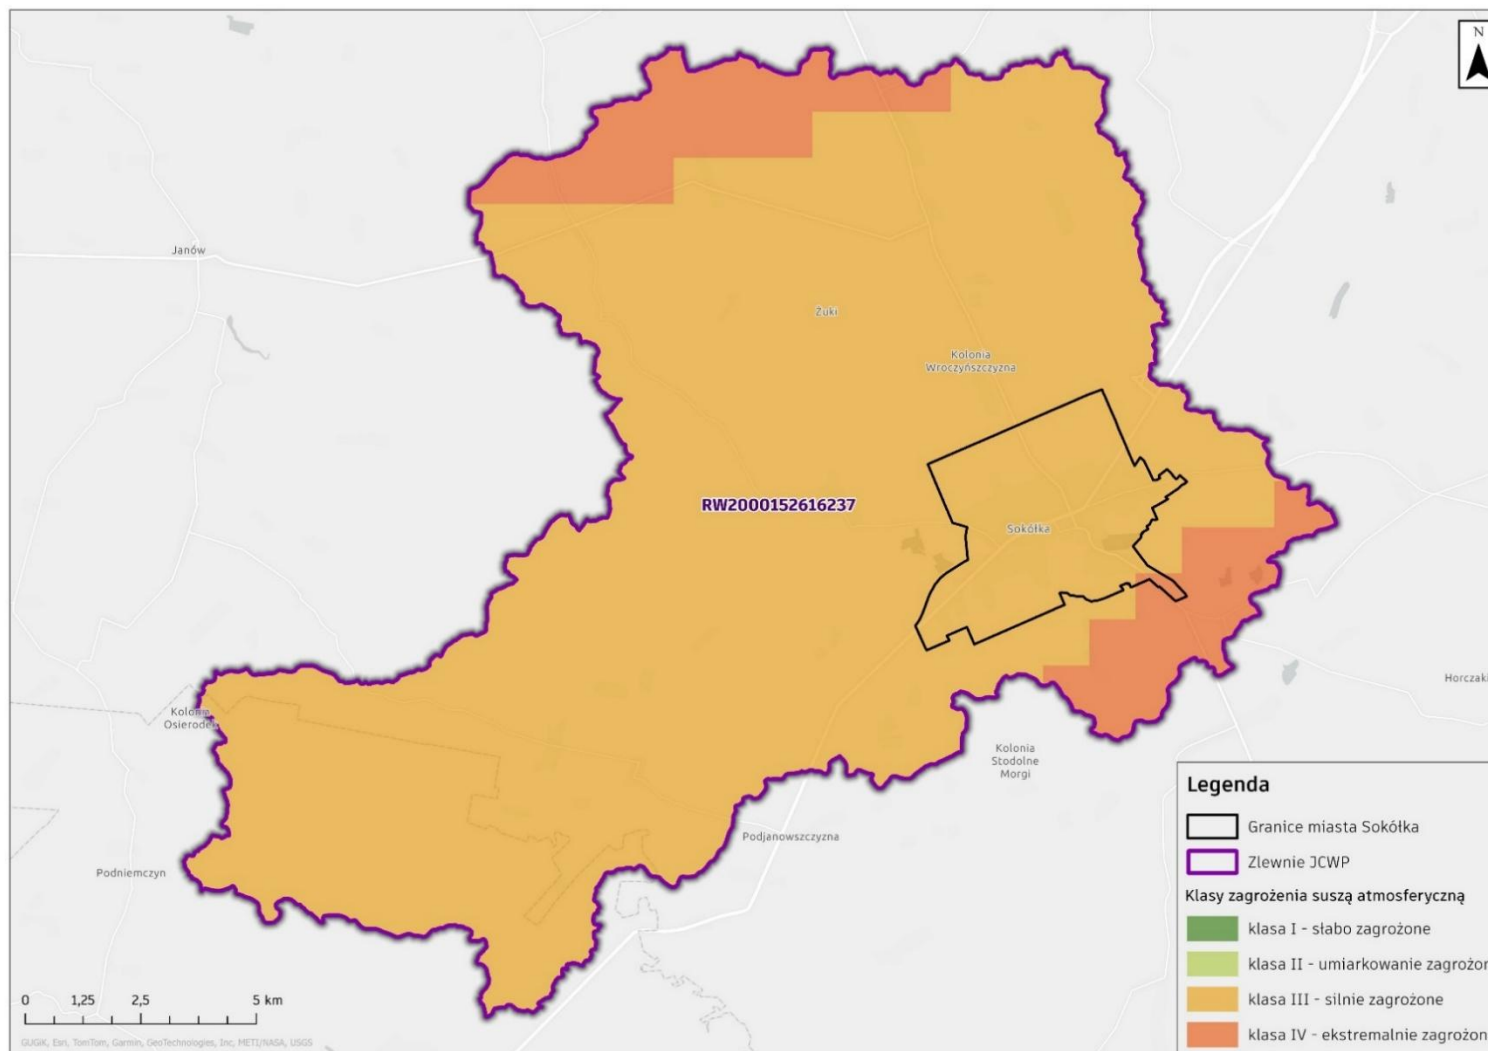 N
Janów
Żuki
Kolonia
Wroczyńszczyzna
RW2000152616237
Sokółka
Kolonia
Osierodek
Horczaki
Kolonia
Stodolne
Morgi
Podjanowszczyzna
Podniemczyn
Legenda
Granice miasta Sokółka
Zlewnie JCWP
Klasy zagrożenia suszą atmosferyczną
klasa I - słabo zagrożone
klasa II - umiarkowanie zagrożon
klasa III - silnie zagrożone
klasa IV - ekstremalnie zagrożon
0 1,25 2,5 5 km
GUGiK, Esri, TomTom, Garmin, GeoTechnologies, Inc, METI/NASA, USGS